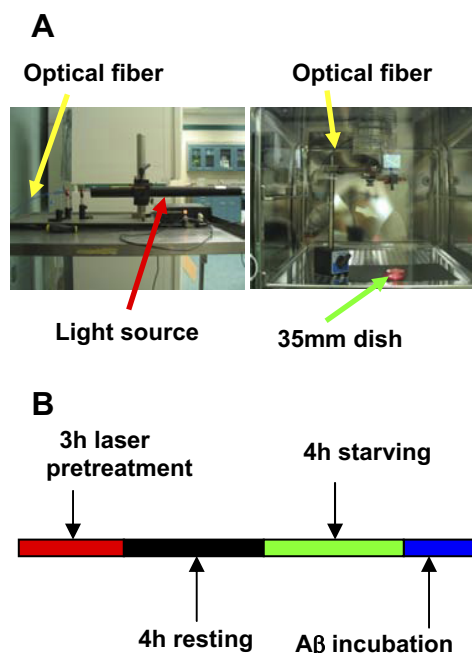 A
Optical fiber
Optical fiber
Light source
35mm dish
B
3h laser
pretreatment
4h starving
4h resting
Aβ incubation